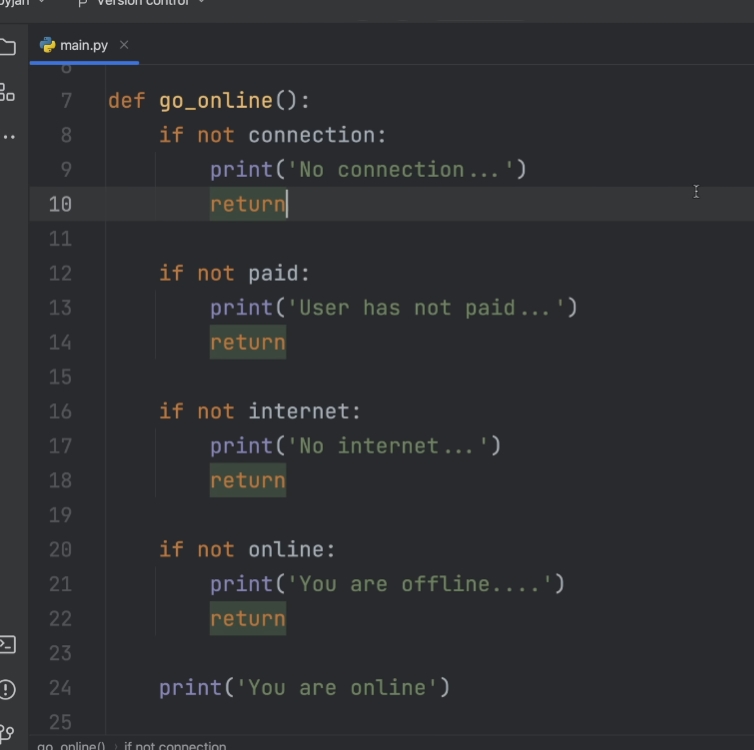 Version control
main.py
6
7 def go_online():
8     if not connection:
9         print('No connection...')
10         return
11
12     if not paid:
13         print('User has not paid...')
14         return
15
16     if not internet:
17         print('No internet...')
18         return
19
20     if not online:
21         print('You are offline....')
22         return
23
24     print('You are online')
25
go_online() › if not connection